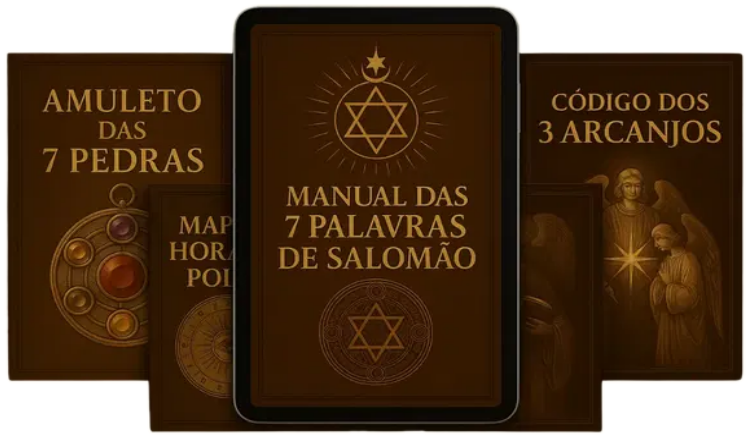 AMULETO
DAS
7 PEDRAS
MANUAL DAS
7 PALAVRAS
DE SALOMÃO
CÓDIGO DOS
3 ARCANJOS